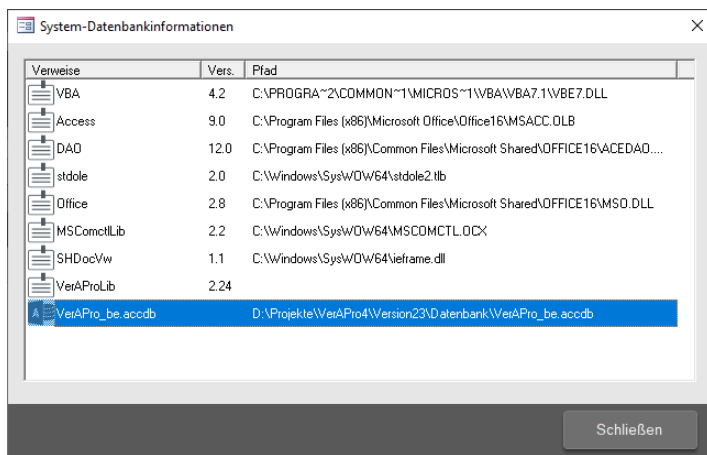 System-Datenbankinformationen
Verweise Vers. Pfad
VBA 4.2 C:\PROGRA~2\COMMON~1\MICROS~1\VBA\VBA7.1\VBE7.DLL
Access 9.0 C:\Program Files (x86)\Microsoft Office\Office16\MSACC.OLB
DAO 12.0 C:\Program Files (x86)\Common Files\Microsoft Shared\OFFICE16\ACEDAO....
stdole 2.0 C:\Windows\SysWOW64\stdole2.tlb
Office 2.8 C:\Program Files (x86)\Common Files\Microsoft Shared\OFFICE16\MSO.DLL
MSComctlLib 2.2 C:\Windows\SysWOW64\MSCOMCTL.OCX
SHDocVw 1.1 C:\Windows\SysWOW64\ieframe.dll
VerAProLib 2.24
VerAPro_be.accdb D:\Projekte\VerAPro4\Version23\Datenbank\VerAPro_be.accdb
Schließen